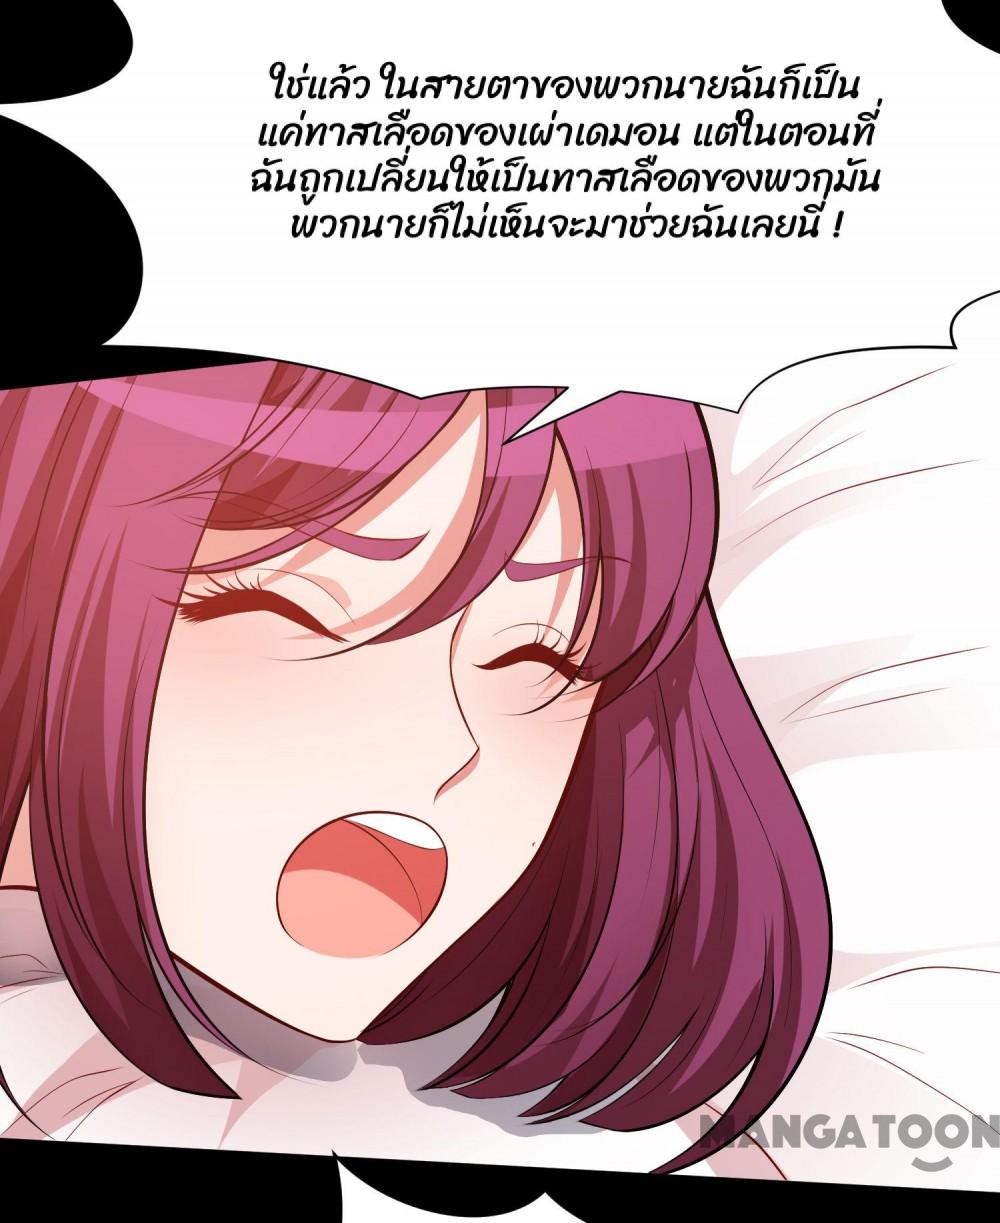 ใช่แล้ว ในสายตาของพวกนายฉันก็เป็น
แค่ทาสเลือดของเผ่าเดมอน แต่ในตอนที่
ฉันถูกเปลี่ยนให้เป็นทาสเลือดของพวกมัน
พวกนายก็ไม่เห็นจะมาช่วยฉันเลยนี่ !
MANGATOON